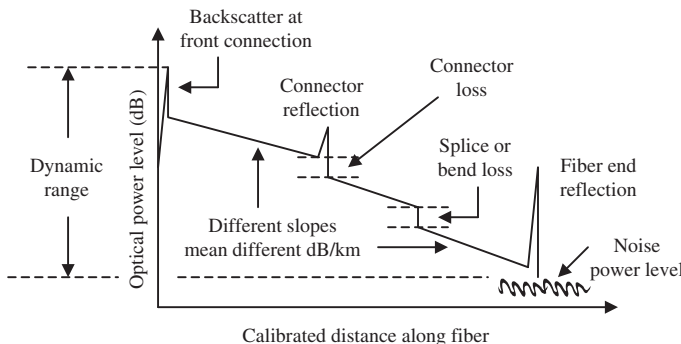 Backscatter at
front connection
Connector
reflection
Connector
loss
Splice or
bend loss
Fiber end
reflection
Dynamic
range
Optical power level (dB)
Different slopes
mean different dB/km
Noise
power level
Calibrated distance along fiber